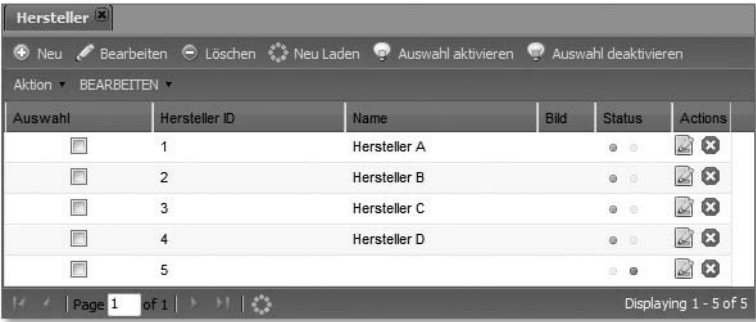 Hersteller
Neu Bearbeiten Löschen Neu Laden Auswahl aktivieren Auswahl deaktivieren
Aktion BEARBEITEN
Auswahl Hersteller ID Name Bild Status Actions
1 Hersteller A
2 Hersteller B
3 Hersteller C
4 Hersteller D
5
Page 1 of 1 Displaying 1 - 5 of 5